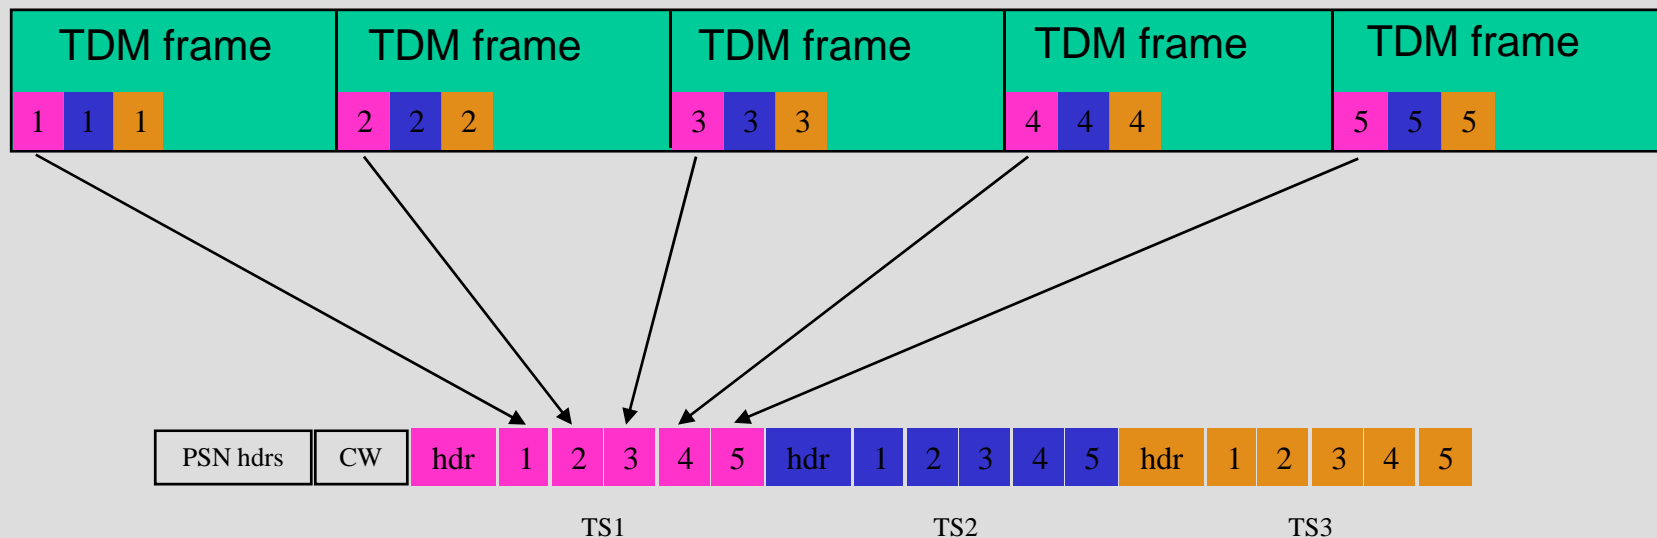 TDM frame TDM frame TDM frame TDM frame TDM frame
1 1 1 2 2 2 3 3 3 4 4 4 5 5 5
PSN hdrs CW hdr 1 2 3 4 5 hdr 1 2 3 4 5 hdr 1 2 3 4 5
TS1 TS2 TS3